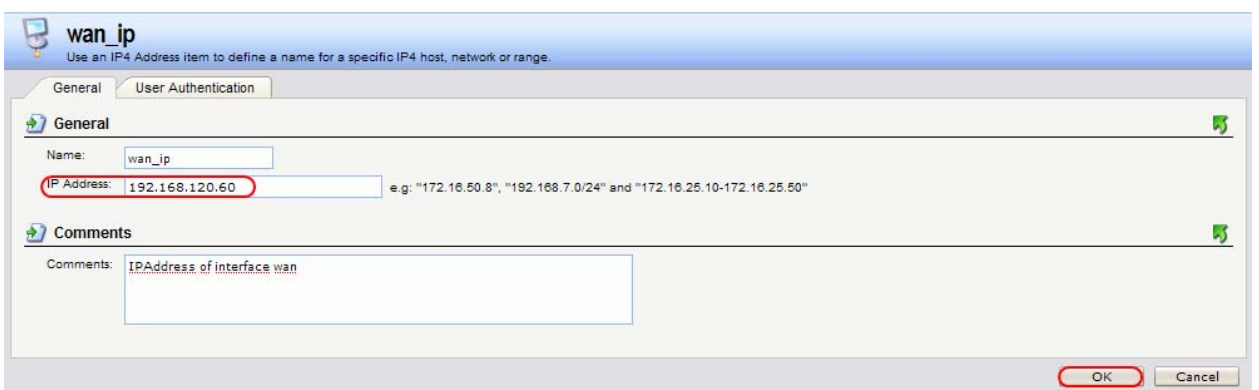 wan_ip
Use an IP4 Address item to define a name for a specific IP4 host, network or range.
General User Authentication
General
Name: wan_ip
IP Address: 192.168.120.60 e.g: "172.16.50.8", "192.168.7.0/24" and "172.16.25.10-172.16.25.50"
Comments
Comments: IPAddress of interface wan
OK Cancel